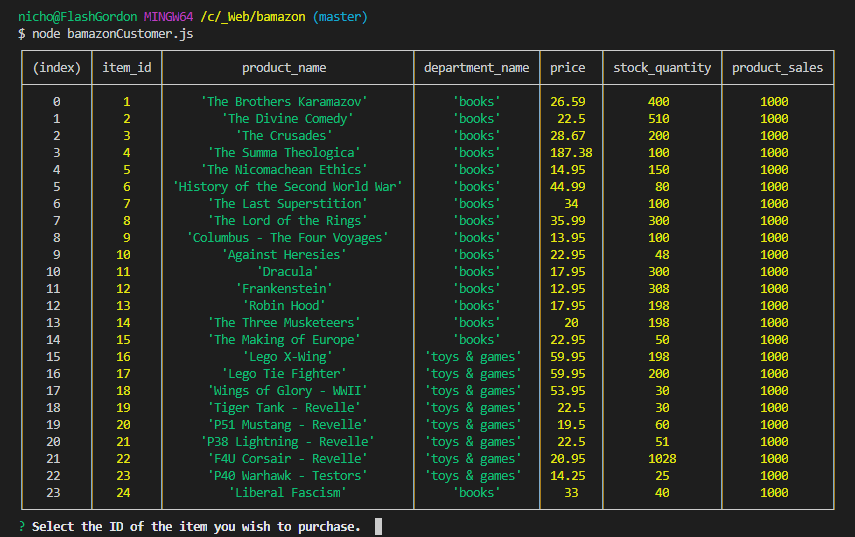 nicho@FlashGordon MINGW64 /c/_Web/bamazon (master)
$ node bamazonCustomer.js
(index) item_id product_name department_name price stock_quantity product_sales
0 1 'The Brothers Karamazov' 'books' 26.59 400 1000
1 2 'The Divine Comedy' 'books' 22.5 510 1000
2 3 'The Crusades' 'books' 28.67 200 1000
3 4 'The Summa Theologica' 'books' 187.38 100 1000
4 5 'The Nicomachean Ethics' 'books' 14.95 150 1000
5 6 'History of the Second World War' 'books' 44.99 80 1000
6 7 'The Last Superstition' 'books' 34 100 1000
7 8 'The Lord of the Rings' 'books' 35.99 300 1000
8 9 'Columbus - The Four Voyages' 'books' 13.95 100 1000
9 10 'Against Heresies' 'books' 22.95 48 1000
10 11 'Dracula' 'books' 17.95 300 1000
11 12 'Frankenstein' 'books' 12.95 308 1000
12 13 'Robin Hood' 'books' 17.95 198 1000
13 14 'The Three Musketeers' 'books' 20 198 1000
14 15 'The Making of Europe' 'books' 22.95 50 1000
15 16 'Lego X-Wing' 'toys & games' 59.95 198 1000
16 17 'Lego Tie Fighter' 'toys & games' 59.95 200 1000
17 18 'Wings of Glory - WWII' 'toys & games' 53.95 30 1000
18 19 'Tiger Tank - Revelle' 'toys & games' 22.5 30 1000
19 20 'P51 Mustang - Revelle' 'toys & games' 19.5 60 1000
20 21 'P38 Lightning - Revelle' 'toys & games' 22.5 51 1000
21 22 'F4U Corsair - Revelle' 'toys & games' 20.95 1028 1000
22 23 'P40 Warhawk - Testors' 'toys & games' 14.25 25 1000
23 24 'Liberal Fascism' 'books' 33 40 1000
? Select the ID of the item you wish to purchase.